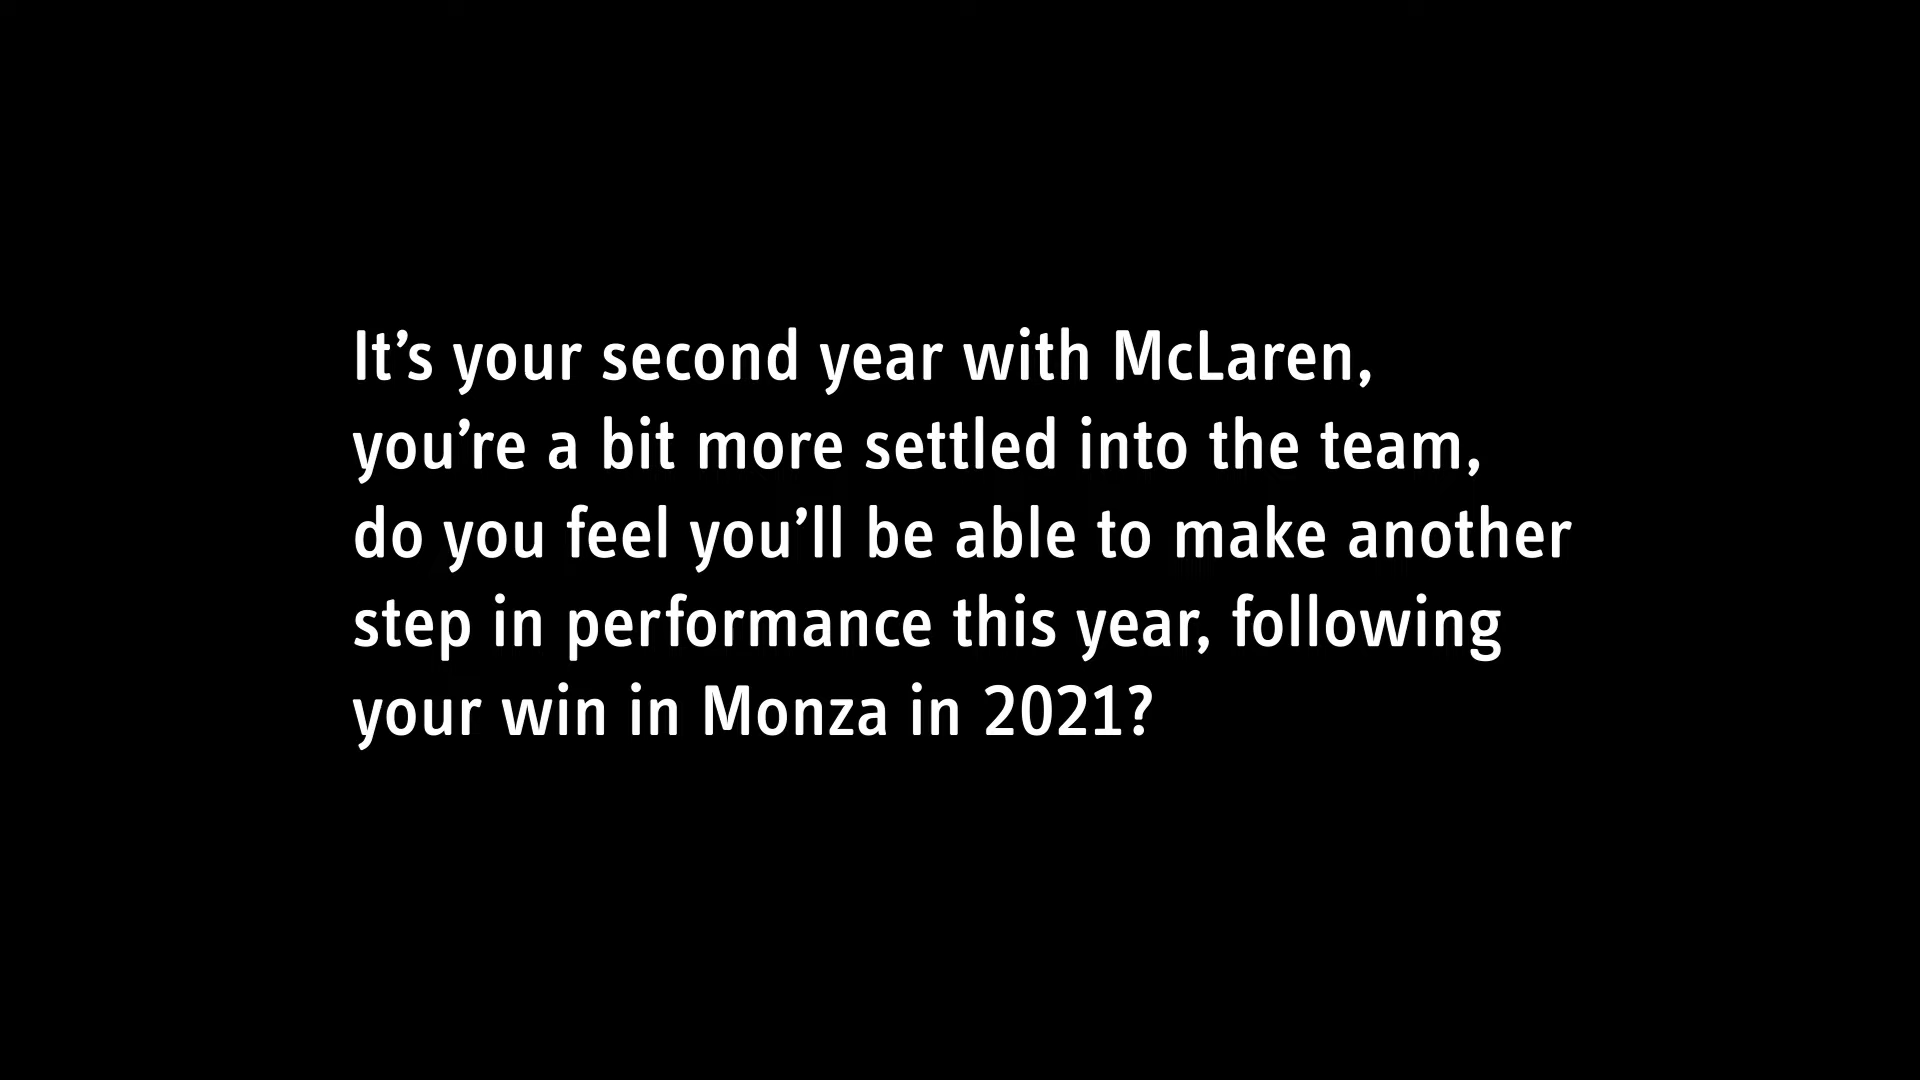 It’s your second year with McLaren,
you’re a bit more settled into the team,
do you feel you’ll be able to make another
step in performance this year, following
your win in Monza in 2021?